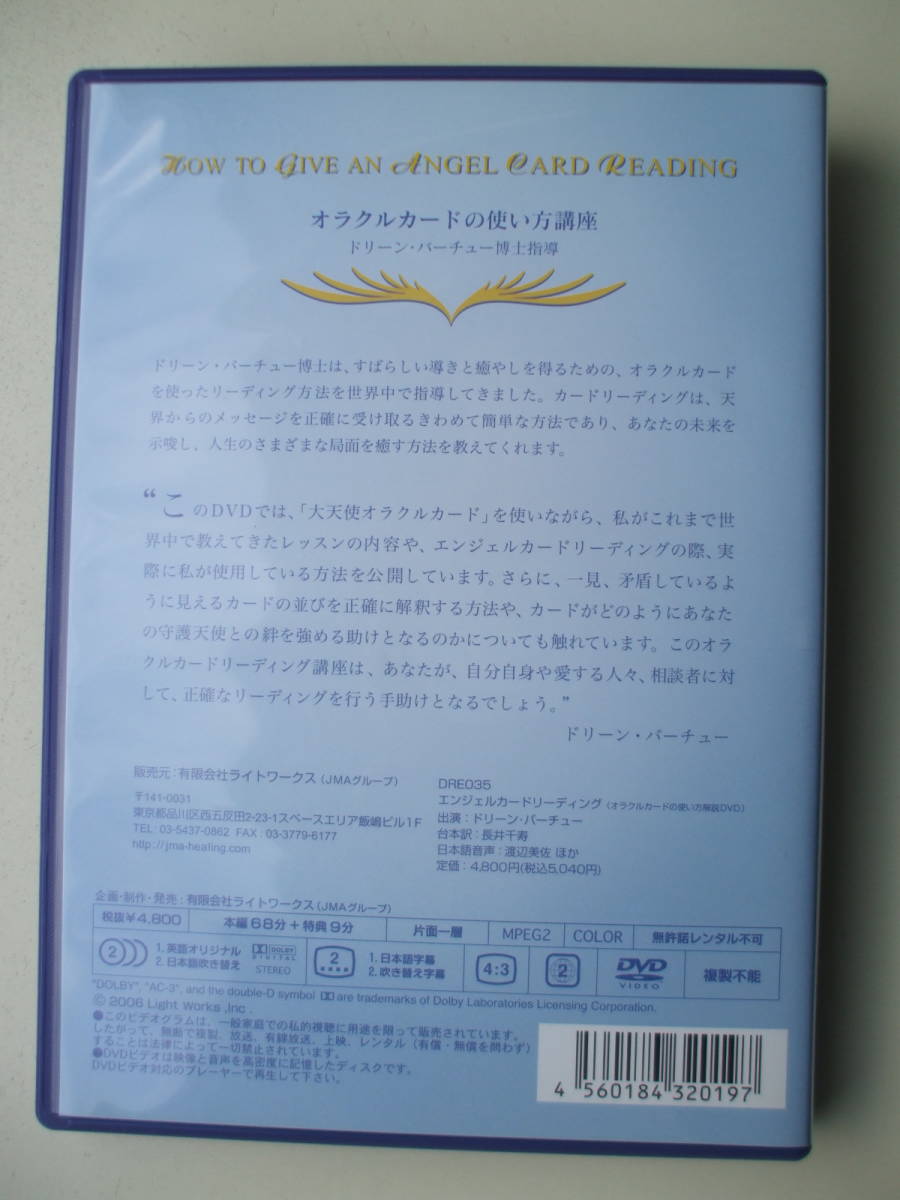 HOW TO GIVE AN ANGEL CARD READING
オラクルカードの使い方講座
ドリーン・バーチュー博士指導
ドリーン・バーチュー博士は、すばらしい導きと癒やしを得るための、オラクルカード
を使ったリーディング方法を世界中で指導してきました。カードリーディングは、天
界からのメッセージを正確に受け取るきわめて簡単な方法であり、あなたの未来を
示唆し、人生のさまざまな局面を癒す方法を教えてくれます。
“このDVDでは、「大天使オラクルカード」を使いながら、私がこれまで世
界中で教えてきたレッスンの内容や、エンジェルカードリーディングの際、実
際に私が使用している方法を公開しています。さらに、一見、矛盾しているよ
うに見えるカードの並びを正確に解釈する方法や、カードがどのようにあなた
の守護天使との絆を強める助けとなるのかについても触れています。このオラ
クルカードリーディング講座は、あなたが、自分自身や愛する人々、相談者に対
して、正確なリーディングを行う手助けとなるでしょう。”
ドリーン・バーチュー
販売元：有限会社ライトワークス（JMAグループ）
〒141-0031
東京都品川区西五反田2-23-1スペースエリア飯嶋ビル1F
TEL：03-5437-0862 FAX：03-3779-6177
http://jma-healing.com
DRE035
エンジェルカードリーディング（オラクルカードの使い方解説DVD）
出演：ドリーン・バーチュー
台本訳：長井千寿
日本語音声：渡辺美佐 ほか
定価：4,800円(税込5,040円)
企画・制作・発売：有限会社ライトワークス（JMAグループ）
税抜¥4,800 本編68分＋特典9分 片面一層 MPEG2 COLOR 無許諾レンタル不可
2 1. 英語オリジナル
2. 日本語吹き替え
DOLBY DIGITAL STEREO
2 1. 日本語字幕
2. 吹き替え字幕
4:3 2 DVD VIDEO 複製不能
"DOLBY", "AC-3", and the double-D symbol are trademarks of Dolby Laboratories Licensing Corporation.
© 2006 Light Works ,Inc .
●このビデオグラムは、一般家庭での私的視聴に用途を限って販売されています。
したがって、無断で複製、放送、有線放送、上映、レンタル（有償・無償を問わず）
することは法律によって一切禁止されています。
●DVDビデオは映像と音声を高密度に記憶したディスクです。
DVDビデオ対応のプレーヤーで再生して下さい。
4 560184 320197